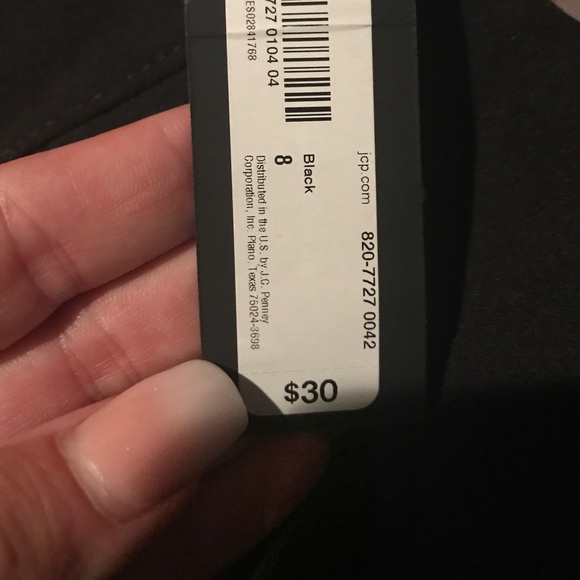 jcp.com 820-7727 0042
Black
8
Distributed in the U.S. by J.C. Penney
Corporation, Inc. Plano, Texas 75024-3698
727 0104 04
ES02841768
$30